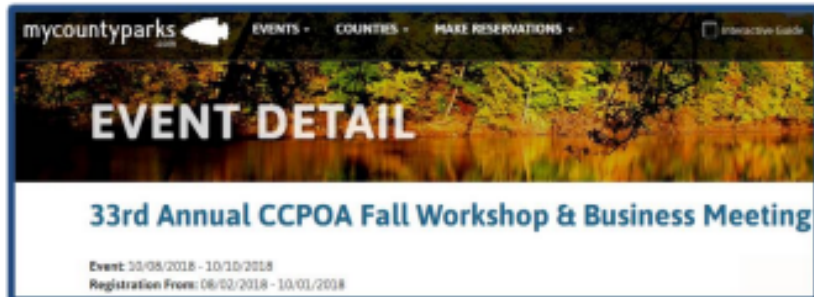 mycountyparks
.com
EVENTS
COUNTIES
MAKE RESERVATIONS
Interactive Guide
EVENT DETAIL
33rd Annual CCPOA Fall Workshop & Business Meeting
Event: 10/08/2018 - 10/10/2018
Registration From: 08/02/2018 - 10/01/2018